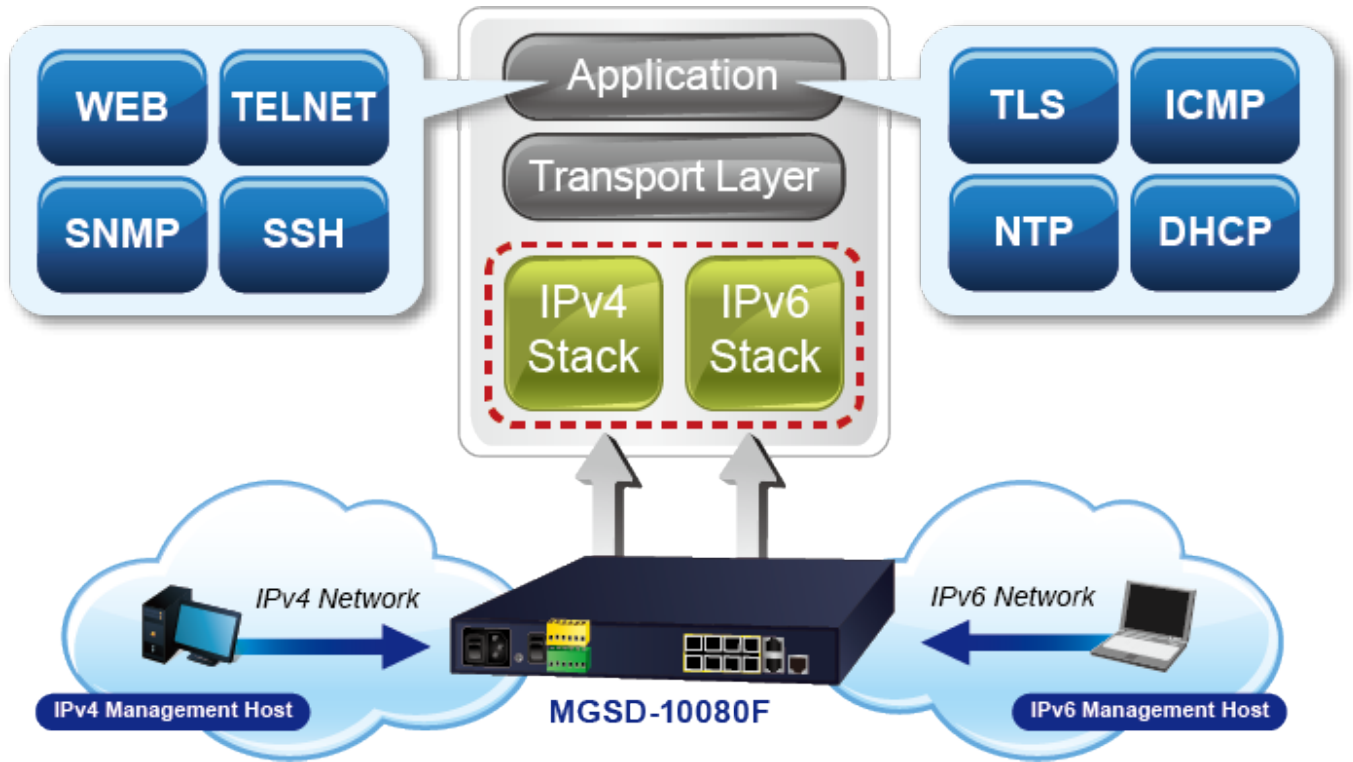 WEB
TELNET
SNMP
SSH
Application
Transport Layer
IPv4
Stack
IPv6
Stack
TLS
ICMP
NTP
DHCP
IPv4 Network
IPv6 Network
IPv4 Management Host
MGSD-10080F
IPv6 Management Host